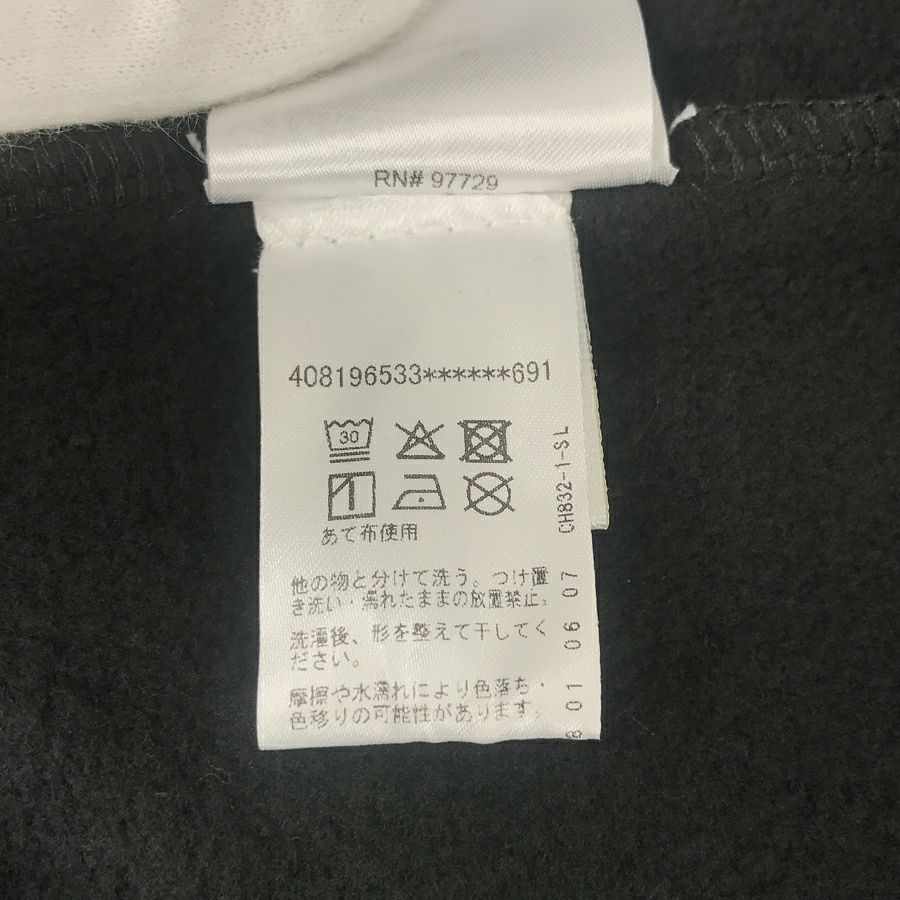 RN# 97729
408196533******691
30
あて布使用
他の物と分けて洗う。つけ置
き洗い・濡れたままの放置禁止。
洗濯後、形を整えて干してく
ださい。
摩擦や水濡れにより色落ち・
色移りの可能性があります。
CH832-1-SL
8 01 06 07